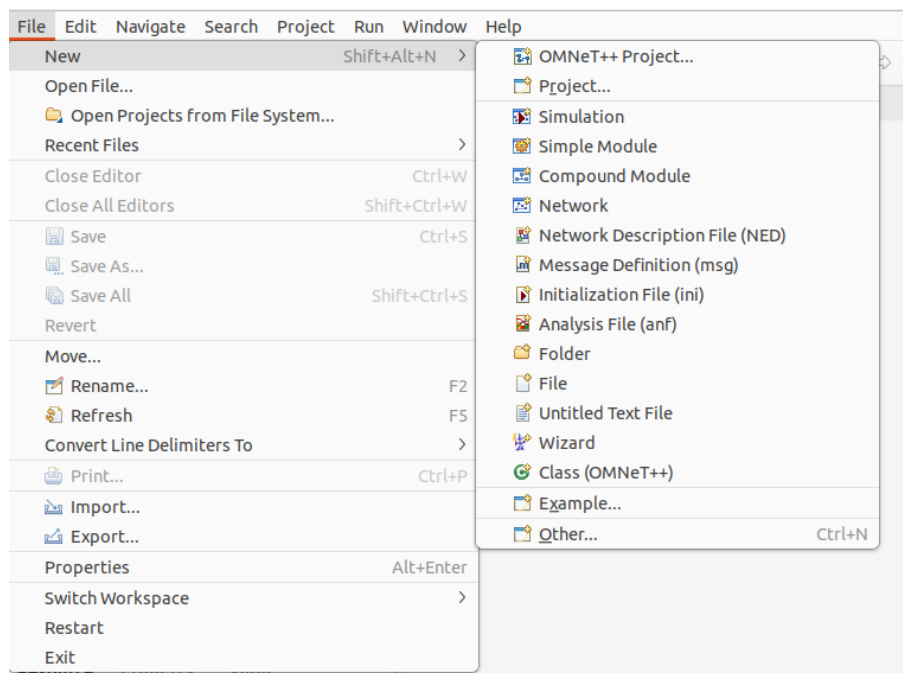 File Edit Navigate Search Project Run Window Help
New Shift+Alt+N >
Open File...
Open Projects from File System...
Recent Files >
Close Editor Ctrl+W
Close All Editors Shift+Ctrl+W
Save Ctrl+S
Save As...
Save All Shift+Ctrl+S
Revert
Move...
Rename... F2
Refresh F5
Convert Line Delimiters To >
Print... Ctrl+P
Import...
Export...
Properties Alt+Enter
Switch Workspace >
Restart
Exit
OMNeT++ Project...
Project...
Simulation
Simple Module
Compound Module
Network
Network Description File (NED)
Message Definition (msg)
Initialization File (ini)
Analysis File (anf)
Folder
File
Untitled Text File
Wizard
Class (OMNeT++)
Example...
Other... Ctrl+N